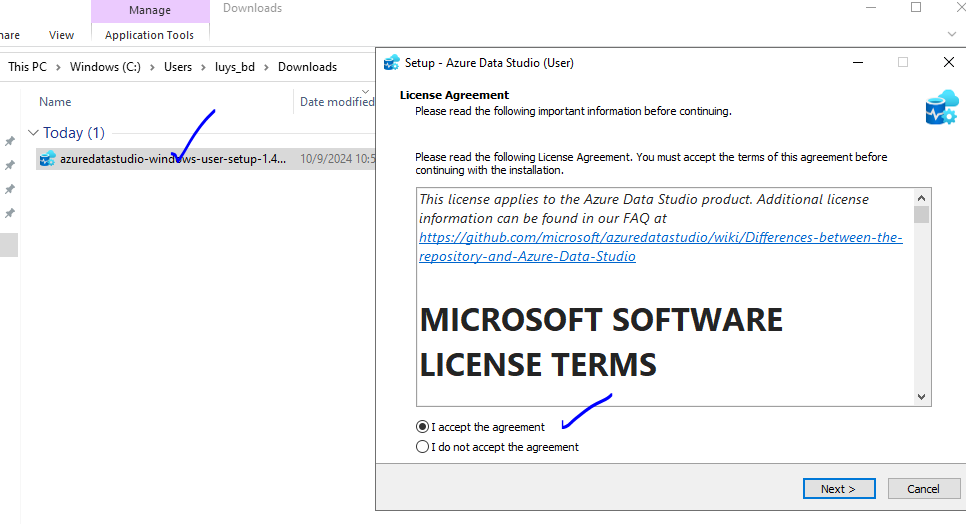 Manage
Downloads
hare
View
Application Tools
This PC
Windows (C:)
Users
luys_bd
Downloads
Name
Date modified
Today (1)
azuredatastudio-windows-user-setup-1.4...
10/9/2024 10:5
Setup - Azure Data Studio (User)
License Agreement
Please read the following important information before continuing.
Please read the following License Agreement. You must accept the terms of this agreement before
continuing with the installation.
This license applies to the Azure Data Studio product. Additional license
information can be found in our FAQ at
https://github.com/microsoft/azuredatastudio/wiki/Differences-between-the-
repository-and-Azure-Data-Studio
MICROSOFT SOFTWARE
LICENSE TERMS
I accept the agreement
I do not accept the agreement
Next >
Cancel